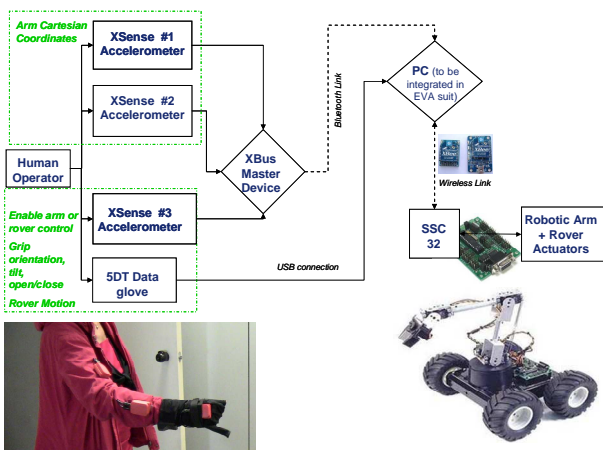 Arm Cartesian
Coordinates
XSense #1
Accelerometer
XSense #2
Accelerometer
Human
Operator
XBus
Master
Device
Enable arm or
rover control
Grip
orientation,
tilt,
open/close
Rover Motion
XSense #3
Accelerometer
5DT Data
glove
USB connection
Bluetooth Link
PC (to be
integrated in
EVA suit)
Wireless Link
SSC
32
Robotic Arm
+ Rover
Actuators